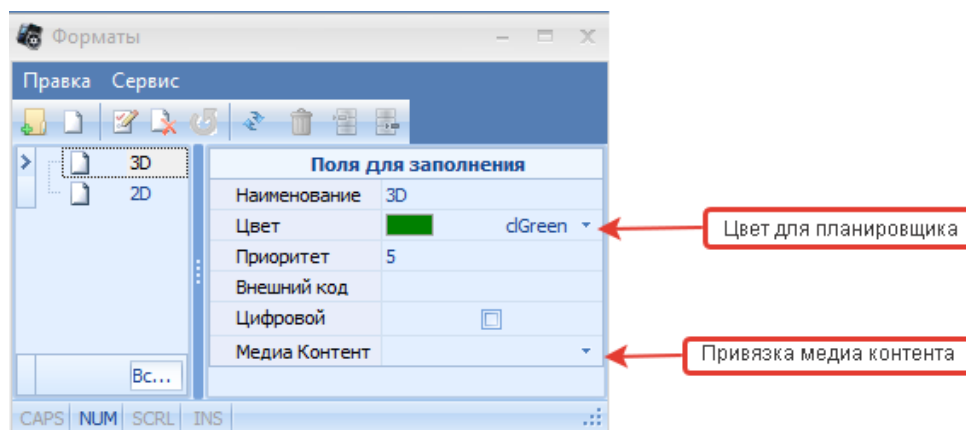 Форматы
Правка Сервис
3D
2D
Вс...
Поля для заполнения
Наименование 3D
Цвет clGreen
Приоритет 5
Внешний код
Цифровой
Медиа Контент
Цвет для планировщика
Привязка медиа контента
CAPS NUM SCRL INS